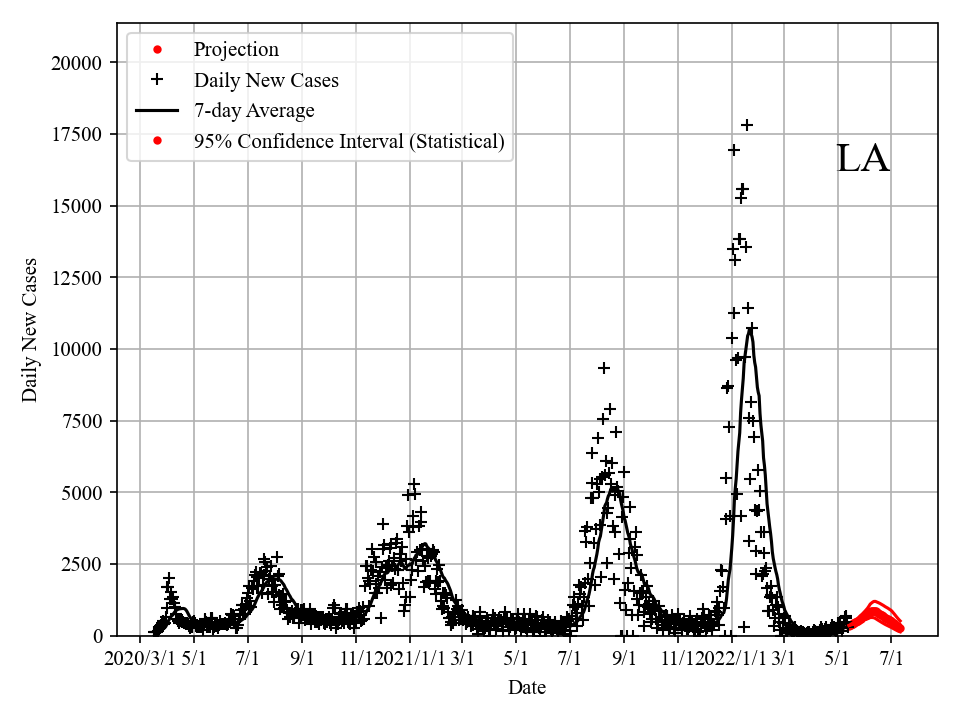 Projection
Daily New Cases
7-day Average
95% Confidence Interval (Statistical)
LA
Daily New Cases
20000
17500
15000
12500
10000
7500
5000
2500
0
2020/3/1 5/1 7/1 9/1 11/1 2021/1/1 3/1 5/1 7/1 9/1 11/1 2022/1/1 3/1 5/1 7/1
Date